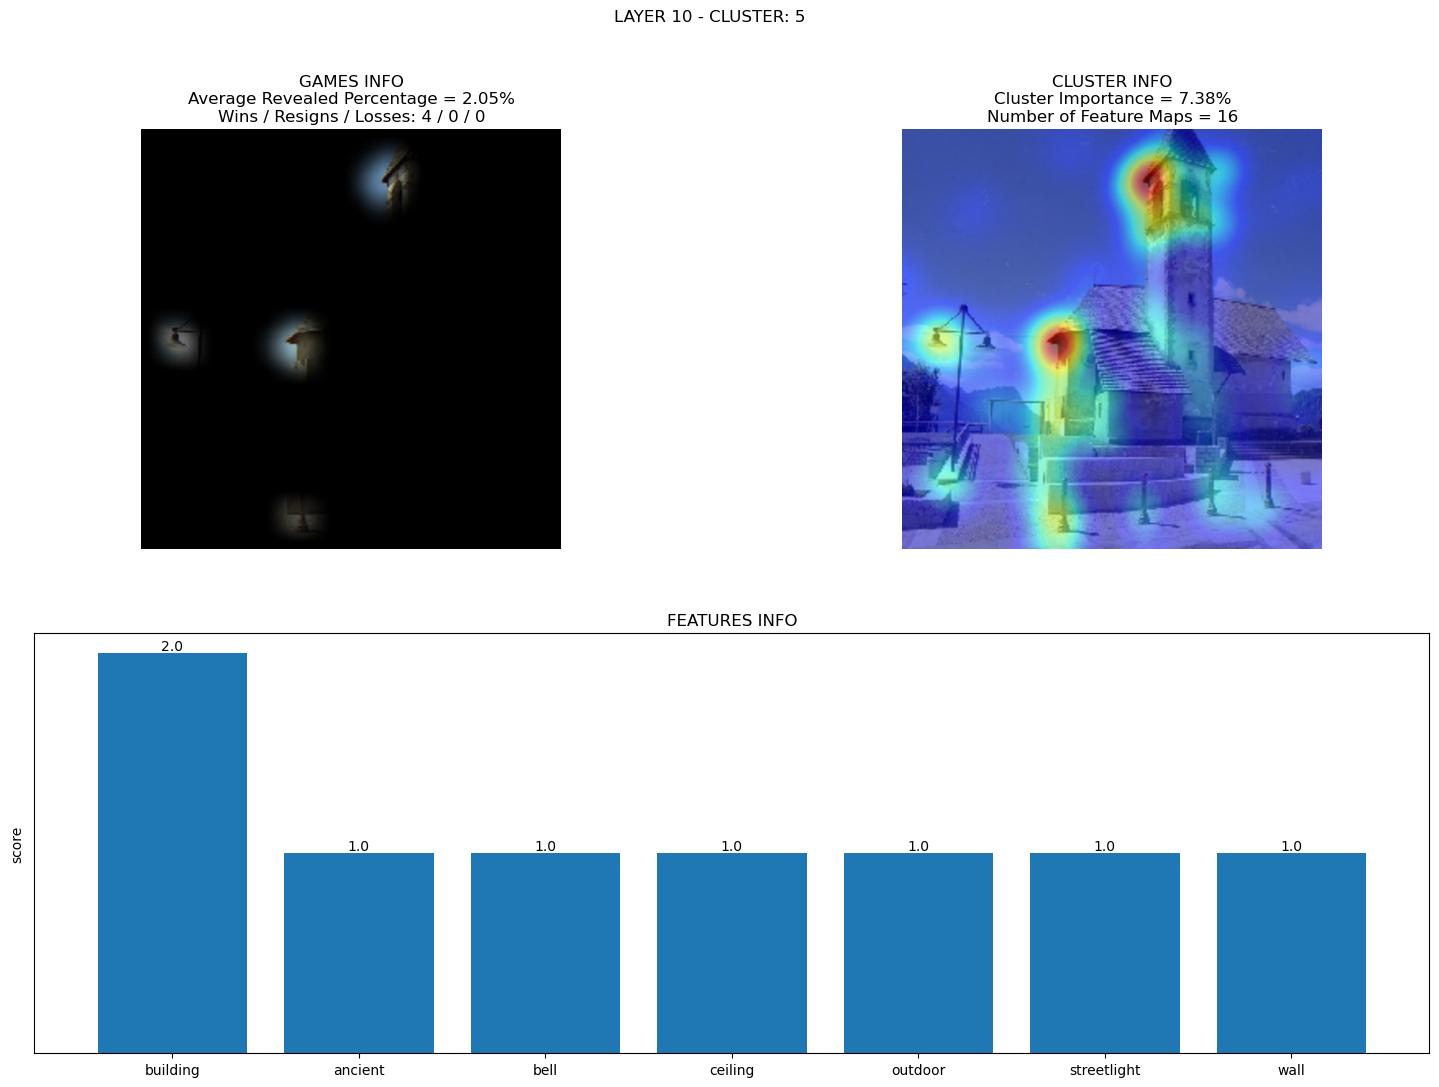 LAYER 10 - CLUSTER: 5
GAMES INFO
Average Revealed Percentage = 2.05%
Wins / Resigns / Losses: 4 / 0 / 0
CLUSTER INFO
Cluster Importance = 7.38%
Number of Feature Maps = 16
FEATURES INFO
score
2.0
1.0
1.0
1.0
1.0
1.0
1.0
building
ancient
bell
ceiling
outdoor
streetlight
wall